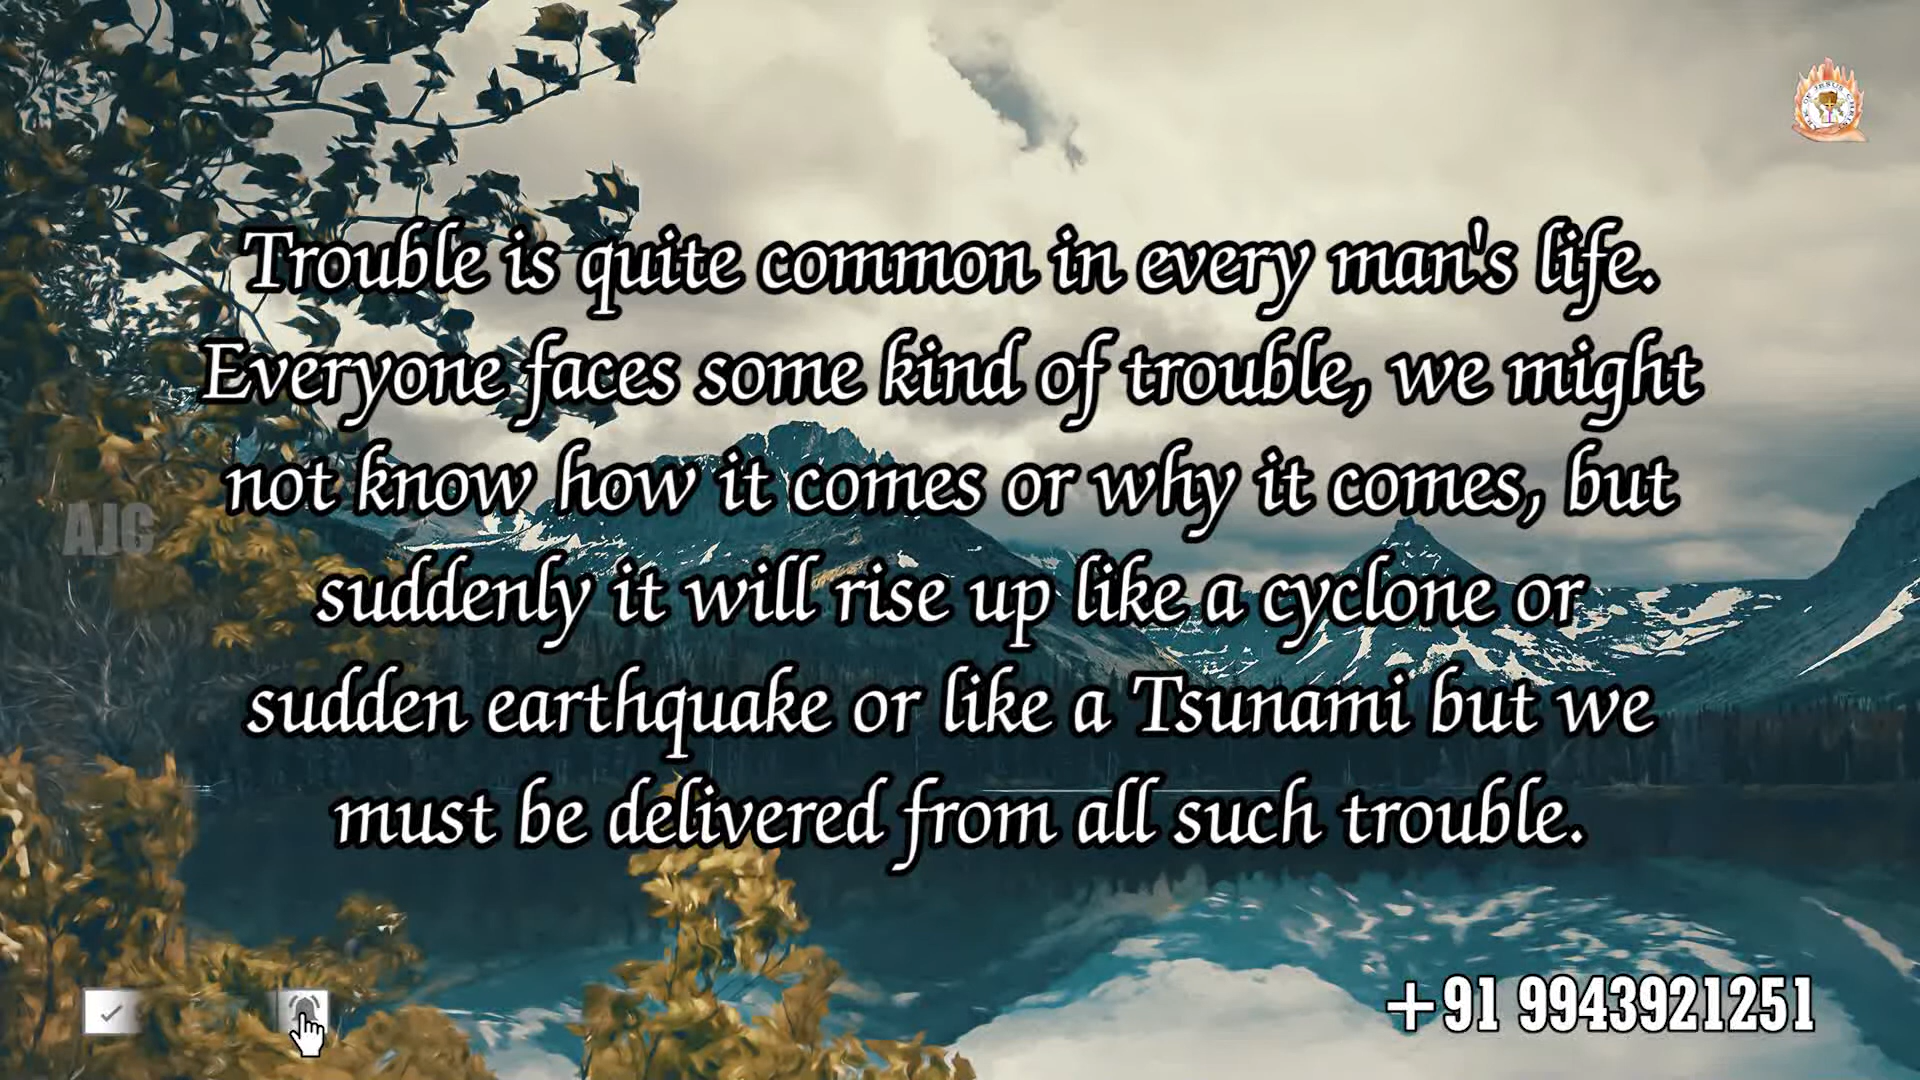 Trouble is quite common in every man's life.
Everyone faces some kind of trouble, we might
not know how it comes or why it comes, but
suddenly it will rise up like a cyclone or
sudden earthquake or like a Tsunami but we
must be delivered from all such trouble.
AJC
+91 9943921251